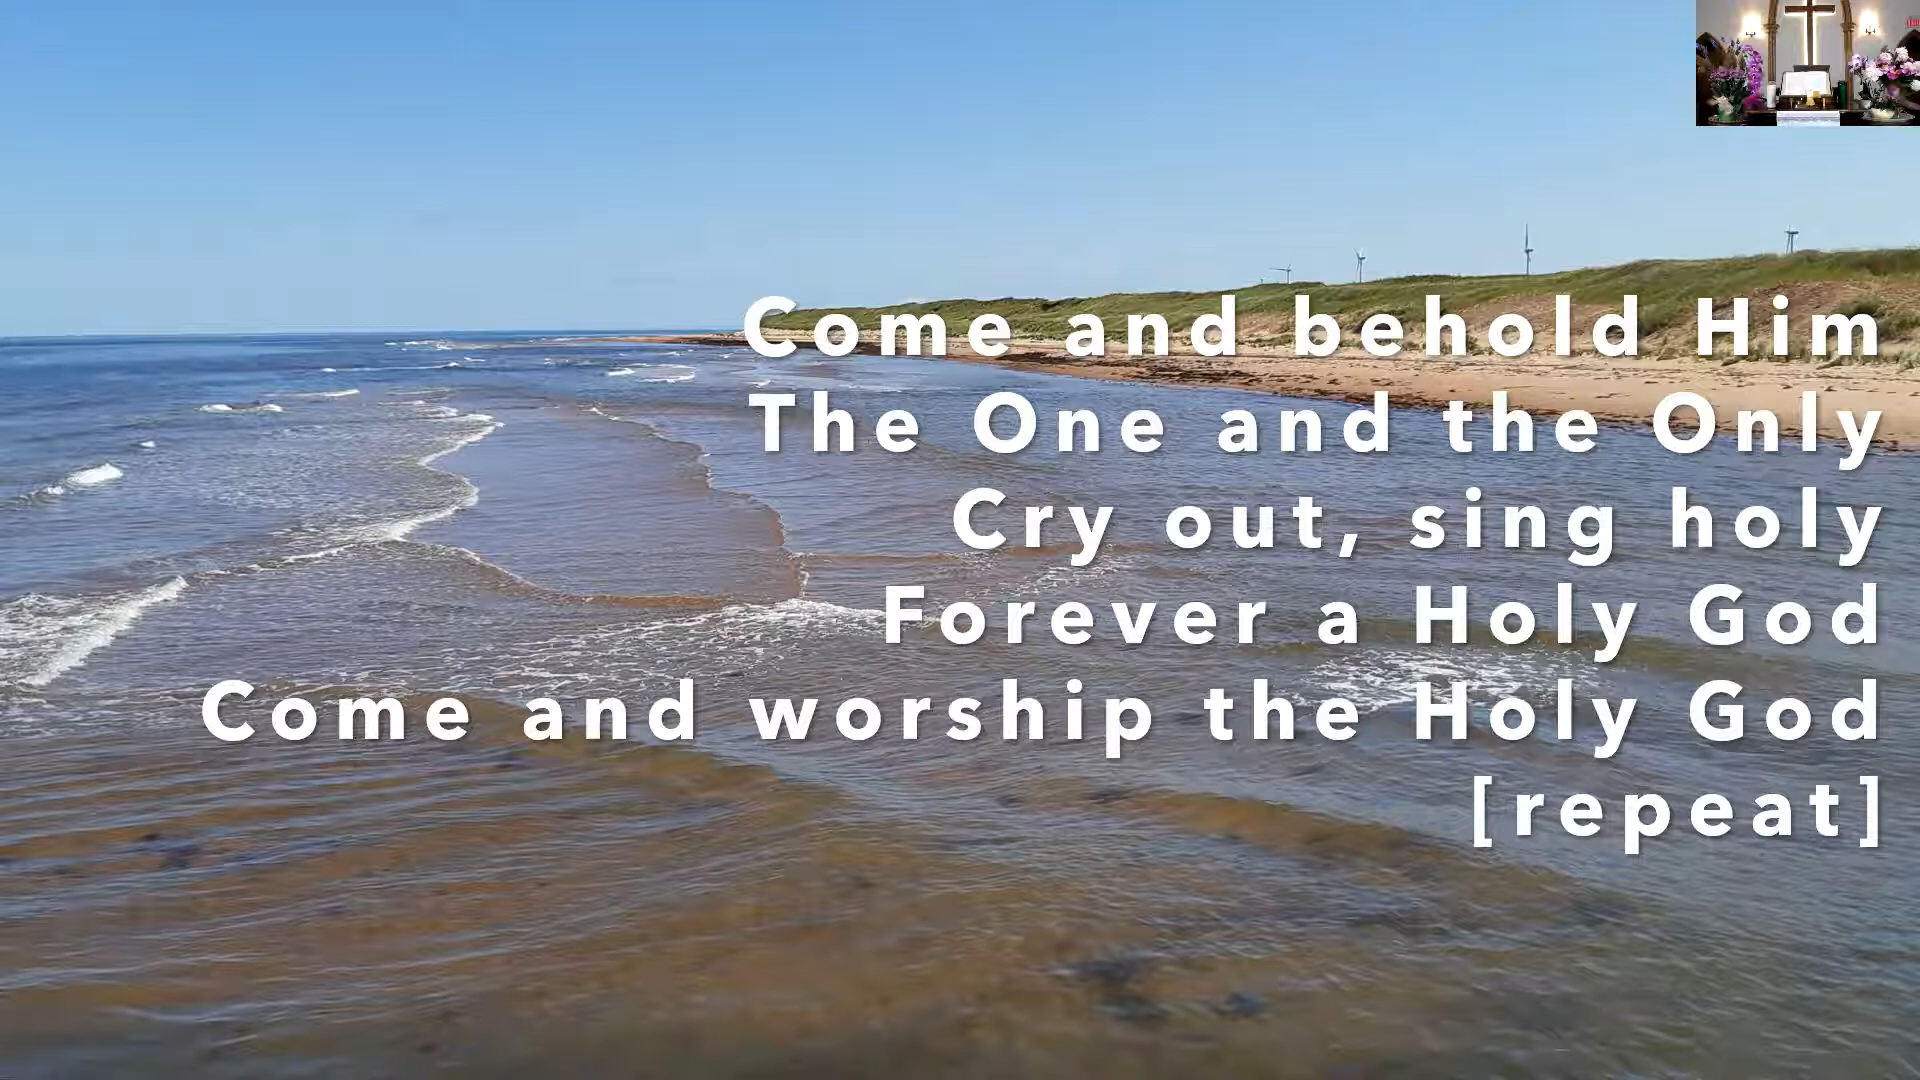 Come and behold Him
The One and the Only
Cry out, sing holy
Forever a Holy God
Come and worship the Holy God
[repeat]